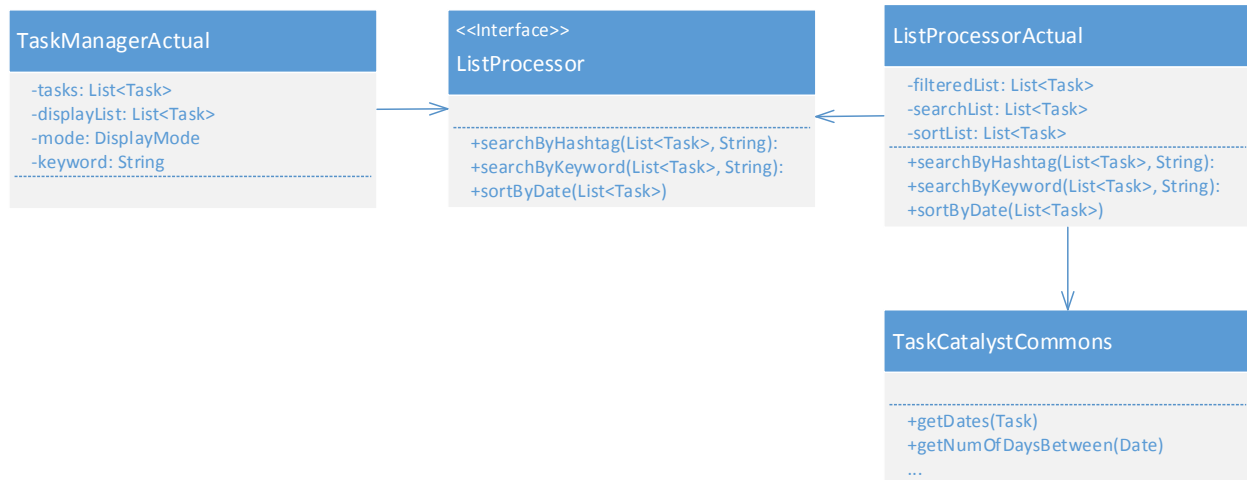 TaskManagerActual
-tasks: List<Task>
-displayList: List<Task>
-mode: DisplayMode
-keyword: String
<<Interface>>
ListProcessor
+searchByHashtag(List<Task>, String):
+searchByKeyword(List<Task>, String):
+sortByDate(List<Task>)
ListProcessorActual
-filteredList: List<Task>
-searchList: List<Task>
-sortList: List<Task>
+searchByHashtag(List<Task>, String):
+searchByKeyword(List<Task>, String):
+sortByDate(List<Task>)
TaskCatalystCommons
+getDates(Task)
+getNumOfDaysBetween(Date)
...